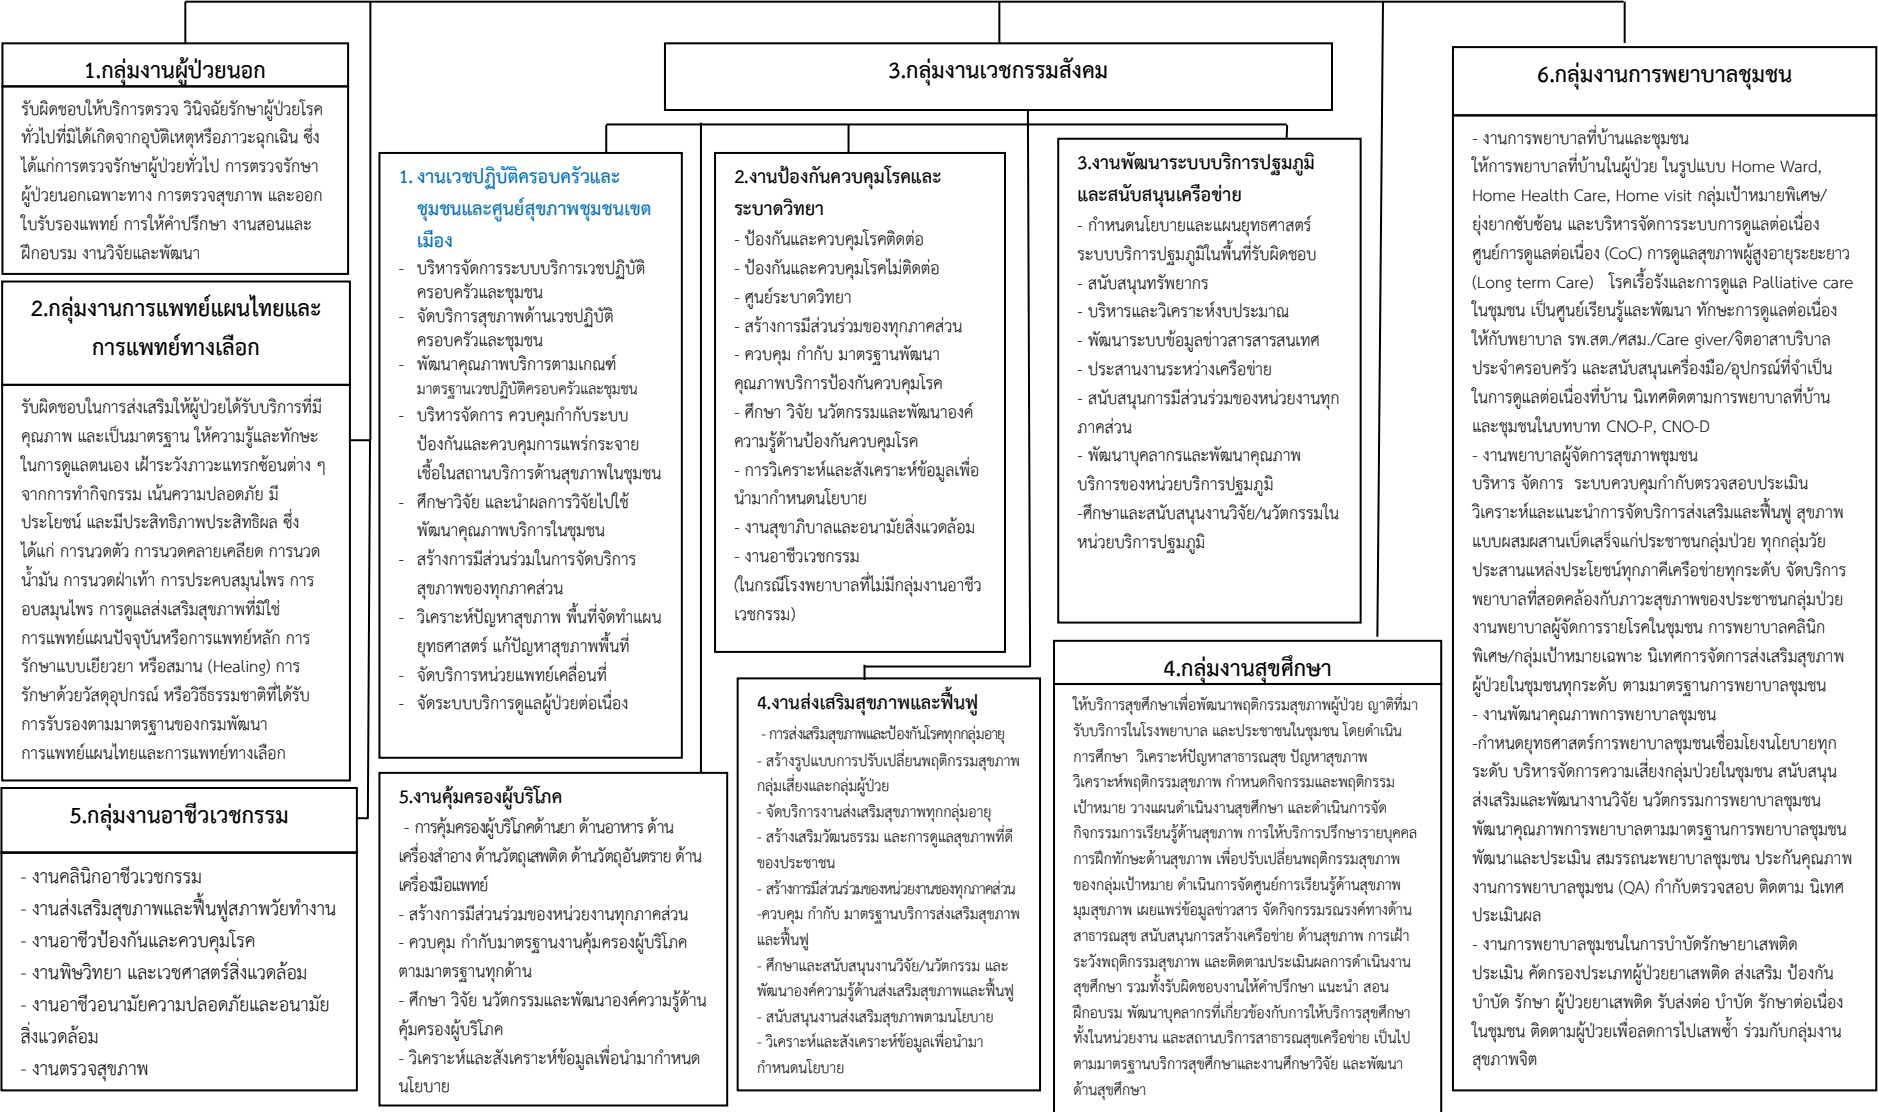 1.กลุ่มงานผู้ป่วยนอก
รับผิดชอบให้บริการตรวจ วินิจฉัยรักษาผู้ป่วยโรค
ทั่วไปที่มิได้เกิดจากอุบัติเหตุหรือภาวะฉุกเฉิน ซึ่ง
ได้แก่การตรวจรักษาผู้ป่วยทั่วไป การตรวจรักษา
ผู้ป่วยนอกเฉพาะทาง การตรวจสุขภาพ และออก
ใบรับรองแพทย์ การให้คำปรึกษา งานสอนและ
ฝึกอบรม งานวิจัยและพัฒนา
2.กลุ่มงานการแพทย์แผนไทยและ
การแพทย์ทางเลือก
รับผิดชอบในการส่งเสริมให้ผู้ป่วยได้รับบริการที่มี
คุณภาพ และเป็นมาตรฐาน ให้ความรู้และทักษะ
ในการดูแลตนเอง เฝ้าระวังภาวะแทรกซ้อนต่าง ๆ
จากการทำกิจกรรม เน้นความปลอดภัย มี
ประโยชน์ และมีประสิทธิภาพประสิทธิผล ซึ่ง
ได้แก่ การนวดตัว การนวดคลายเคลียด การนวด
น้ำมัน การนวดฝ่าเท้า การประคบสมุนไพร การ
อบสมุนไพร การดูแลส่งเสริมสุขภาพที่มิใช่
การแพทย์แผนปัจจุบันหรือการแพทย์หลัก การ
รักษาแบบเยียวยา หรือสมาน (Healing) การ
รักษาด้วยวัสดุอุปกรณ์ หรือวิธีธรรมชาติที่ได้รับ
การรับรองตามมาตรฐานของกรมพัฒนา
การแพทย์แผนไทยและการแพทย์ทางเลือก
5.กลุ่มงานอาชีวเวชกรรม
- งานคลินิกอาชีวเวชกรรม
- งานส่งเสริมสุขภาพและฟื้นฟูสภาพวัยทำงาน
- งานอาชีวป้องกันและควบคุมโรค
- งานพิษวิทยา และเวชศาสตร์สิ่งแวดล้อม
- งานอาชีวอนามัยความปลอดภัยและอนามัย
สิ่งแวดล้อม
- งานตรวจสุขภาพ
3.กลุ่มงานเวชกรรมสังคม
1. งานเวชปฏิบัติครอบครัวและ
ชุมชนและศูนย์สุขภาพชุมชนเขต
เมือง
- บริหารจัดการระบบบริการเวชปฏิบัติ
ครอบครัวและชุมชน
- จัดบริการสุขภาพด้านเวชปฏิบัติ
ครอบครัวและชุมชน
- พัฒนาคุณภาพบริการตามเกณฑ์
มาตรฐานเวชปฏิบัติครอบครัวและชุมชน
- บริหารจัดการ ควบคุมกำกับระบบ
ป้องกันและควบคุมการแพร่กระจาย
เชื้อในสถานบริการด้านสุขภาพในชุมชน
- ศึกษาวิจัย และนำผลการวิจัยไปใช้
พัฒนาคุณภาพบริการในชุมชน
- สร้างการมีส่วนร่วมในการจัดบริการ
สุขภาพของทุกภาคส่วน
- วิเคราะห์ปัญหาสุขภาพ พื้นที่จัดทำแผน
ยุทธศาสตร์ แก้ปัญหาสุขภาพพื้นที่
- จัดบริการหน่วยแพทย์เคลื่อนที่
- จัดระบบบริการดูแลผู้ป่วยต่อเนื่อง
2.งานป้องกันควบคุมโรคและ
ระบาดวิทยา
- ป้องกันและควบคุมโรคติดต่อ
- ป้องกันและควบคุมโรคไม่ติดต่อ
- ศูนย์ระบาดวิทยา
- สร้างการมีส่วนร่วมของทุกภาคส่วน
- ควบคุม กำกับ มาตรฐานพัฒนา
คุณภาพบริการป้องกันควบคุมโรค
- ศึกษา วิจัย นวัตกรรมและพัฒนาองค์
ความรู้ด้านป้องกันควบคุมโรค
- การวิเคราะห์และสังเคราะห์ข้อมูลเพื่อ
นำมากำหนดนโยบาย
- งานสุขาภิบาลและอนามัยสิ่งแวดล้อม
- งานอาชีวเวชกรรม
(ในกรณีโรงพยาบาลที่ไม่มีกลุ่มงานอาชีว
เวชกรรม)
3.งานพัฒนาระบบบริการปฐมภูมิ
และสนับสนุนเครือข่าย
- กำหนดนโยบายและแผนยุทธศาสตร์
ระบบบริการปฐมภูมิในพื้นที่รับผิดชอบ
- สนับสนุนทรัพยากร
- บริหารและวิเคราะห์งบประมาณ
- พัฒนาระบบข้อมูลข่าวสารสารสนเทศ
- ประสานงานระหว่างเครือข่าย
- สนับสนุนการมีส่วนร่วมของหน่วยงานทุก
ภาคส่วน
- พัฒนาบุคลากรและพัฒนาคุณภาพ
บริการของหน่วยบริการปฐมภูมิ
-ศึกษาและสนับสนุนงานวิจัย/นวัตกรรมใน
หน่วยบริการปฐมภูมิ
4.งานส่งเสริมสุขภาพและฟื้นฟู
- การส่งเสริมสุขภาพและป้องกันโรคทุกกลุ่มอายุ
- สร้างรูปแบบการปรับเปลี่ยนพฤติกรรมสุขภาพ
กลุ่มเสี่ยงและกลุ่มผู้ป่วย
- จัดบริการงานส่งเสริมสุขภาพทุกกลุ่มอายุ
- สร้างเสริมวัฒนธรรม และการดูแลสุขภาพที่ดี
ของประชาชน
- สร้างการมีส่วนร่วมของหน่วยงานของทุกภาคส่วน
-ควบคุม กำกับ มาตรฐานบริการส่งเสริมสุขภาพ
และฟื้นฟู
- ศึกษาและสนับสนุนงานวิจัย/นวัตกรรม และ
พัฒนาองค์ความรู้ด้านส่งเสริมสุขภาพและฟื้นฟู
- สนับสนุนงานส่งเสริมสุขภาพตามนโยบาย
- วิเคราะห์และสังเคราะห์ข้อมูลเพื่อนำมา
กำหนดนโยบาย
5.งานคุ้มครองผู้บริโภค
- การคุ้มครองผู้บริโภคด้านยา ด้านอาหาร ด้าน
เครื่องสำอาง ด้านวัตถุเสพติด ด้านวัตถุอันตราย ด้าน
เครื่องมือแพทย์
- สร้างการมีส่วนร่วมของหน่วยงานทุกภาคส่วน
- ควบคุม กำกับมาตรฐานงานคุ้มครองผู้บริโภค
ตามมาตรฐานทุกด้าน
- ศึกษา วิจัย นวัตกรรมและพัฒนาองค์ความรู้ด้าน
คุ้มครองผู้บริโภค
- วิเคราะห์และสังเคราะห์ข้อมูลเพื่อนำมากำหนด
นโยบาย
4.กลุ่มงานสุขศึกษา
ให้บริการสุขศึกษาเพื่อพัฒนาพฤติกรรมสุขภาพผู้ป่วย ญาติที่มา
รับบริการในโรงพยาบาล และประชาชนในชุมชน โดยดำเนิน
การศึกษา วิเคราะห์ปัญหาสาธารณสุข ปัญหาสุขภาพ
วิเคราะห์พฤติกรรมสุขภาพ กำหนดกิจกรรมและพฤติกรรม
เป้าหมาย วางแผนดำเนินงานสุขศึกษา และดำเนินการจัด
กิจกรรมการเรียนรู้ด้านสุขภาพ การให้บริการปรึกษารายบุคคล
การฝึกทักษะด้านสุขภาพ เพื่อปรับเปลี่ยนพฤติกรรมสุขภาพ
ของกลุ่มเป้าหมาย ดำเนินการจัดศูนย์การเรียนรู้ด้านสุขภาพ
มุมสุขภาพ เผยแพร่ข้อมูลข่าวสาร จัดกิจกรรมรณรงค์ทางด้าน
สาธารณสุข สนับสนุนการสร้างเครือข่าย ด้านสุขภาพ การเฝ้า
ระวังพฤติกรรมสุขภาพ และติดตามประเมินผลการดำเนินงาน
สุขศึกษา รวมทั้งรับผิดชอบงานให้คำปรึกษา แนะนำ สอน
ฝึกอบรม พัฒนาบุคลากรที่เกี่ยวข้องกับการให้บริการสุขศึกษา
ทั้งในหน่วยงาน และสถานบริการสาธารณสุขเครือข่าย เป็นไป
ตามมาตรฐานบริการสุขศึกษาและงานศึกษาวิจัย และพัฒนา
ด้านสุขศึกษา
6.กลุ่มงานการพยาบาลชุมชน
- งานการพยาบาลที่บ้านและชุมชน
ให้การพยาบาลที่บ้านในผู้ป่วย ในรูปแบบ Home Ward,
Home Health Care, Home visit กลุ่มเป้าหมายพิเศษ/
ยุ่งยากซับซ้อน และบริหารจัดการระบบการดูแลต่อเนื่อง
ศูนย์การดูแลต่อเนื่อง (CoC) การดูแลสุขภาพผู้สูงอายุระยะยาว
(Long term Care) โรคเรื้อรังและการดูแล Palliative care
ในชุมชน เป็นศูนย์เรียนรู้และพัฒนา ทักษะการดูแลต่อเนื่อง
ให้กับพยาบาล รพ.สต./ศสม./Care giver/จิตอาสาบริบาล
ประจำครอบครัว และสนับสนุนเครื่องมือ/อุปกรณ์ที่จำเป็น
ในการดูแลต่อเนื่องที่บ้าน นิเทศติดตามการพยาบาลที่บ้าน
และชุมชนในบทบาท CNO-P, CNO-D
- งานพยาบาลผู้จัดการสุขภาพชุมชน
บริหาร จัดการ ระบบควบคุมกำกับตรวจสอบประเมิน
วิเคราะห์และแนะนำการจัดบริการส่งเสริมและฟื้นฟู สุขภาพ
แบบผสมผสานเบ็ดเสร็จแก่ประชาชนกลุ่มป่วย ทุกกลุ่มวัย
ประสานแหล่งประโยชน์ทุกภาคีเครือข่ายทุกระดับ จัดบริการ
พยาบาลที่สอดคล้องกับภาวะสุขภาพของประชาชนกลุ่มป่วย
งานพยาบาลผู้จัดการรายโรคในชุมชน การพยาบาลคลินิก
พิเศษ/กลุ่มเป้าหมายเฉพาะ นิเทศการจัดการส่งเสริมสุขภาพ
ผู้ป่วยในชุมชนทุกระดับ ตามมาตรฐานการพยาบาลชุมชน
- งานพัฒนาคุณภาพการพยาบาลชุมชน
-กำหนดยุทธศาสตร์การพยาบาลชุมชนเชื่อมโยงนโยบายทุก
ระดับ บริหารจัดการความเสี่ยงกลุ่มป่วยในชุมชน สนับสนุน
ส่งเสริมและพัฒนางานวิจัย นวัตกรรมการพยาบาลชุมชน
พัฒนาคุณภาพการพยาบาลตามมาตรฐานการพยาบาลชุมชน
พัฒนาและประเมิน สมรรถนะพยาบาลชุมชน ประกันคุณภาพ
งานการพยาบาลชุมชน (QA) กำกับตรวจสอบ ติดตาม นิเทศ
ประเมินผล
- งานการพยาบาลชุมชนในการบำบัดรักษายาเสพติด
ประเมิน คัดกรองประเภทผู้ป่วยยาเสพติด ส่งเสริม ป้องกัน
บำบัด รักษา ผู้ป่วยยาเสพติด รับส่งต่อ บำบัด รักษาต่อเนื่อง
ในชุมชน ติดตามผู้ป่วยเพื่อลดการไปเสพซ้ำ ร่วมกับกลุ่มงาน
สุขภาพจิต